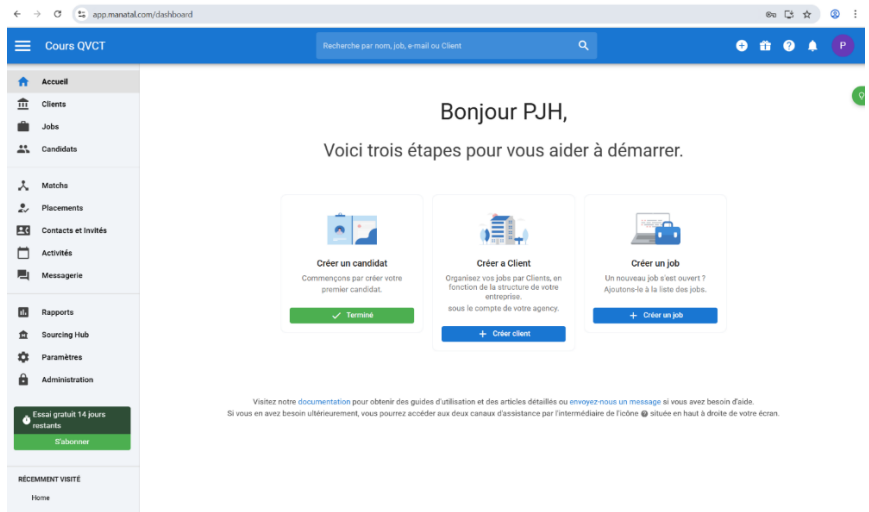 app.manatal.com/dashboard
Cours QVCT
Recherche par nom, job, e-mail ou Client
P
Accueil
Clients
Jobs
Candidats
Matchs
Placements
Contacts et Invités
Activités
Messagerie
Rapports
Sourcing Hub
Paramètres
Administration
Essai gratuit 14 jours
restants
S'abonner
RÉCEMMENT VISITÉ
Home
Bonjour PJH,
Voici trois étapes pour vous aider à démarrer.
Créer un candidat
Commençons par créer votre
premier candidat.
Terminé
Créer a Client
Organisez vos jobs par Clients, en
fonction de la structure de votre
entreprise.
sous le compte de votre agency.
Créer client
Créer un job
Un nouveau job s'est ouvert ?
Ajoutons-le à la liste des jobs.
Créer un job
Visitez notre documentation pour obtenir des guides d'utilisation et des articles détaillés ou envoyez-nous un message si vous avez besoin d'aide.
Si vous en avez besoin ultérieurement, vous pourrez accéder aux deux canaux d'assistance par l'intermédiaire de l'icône située en haut à droite de votre écran.